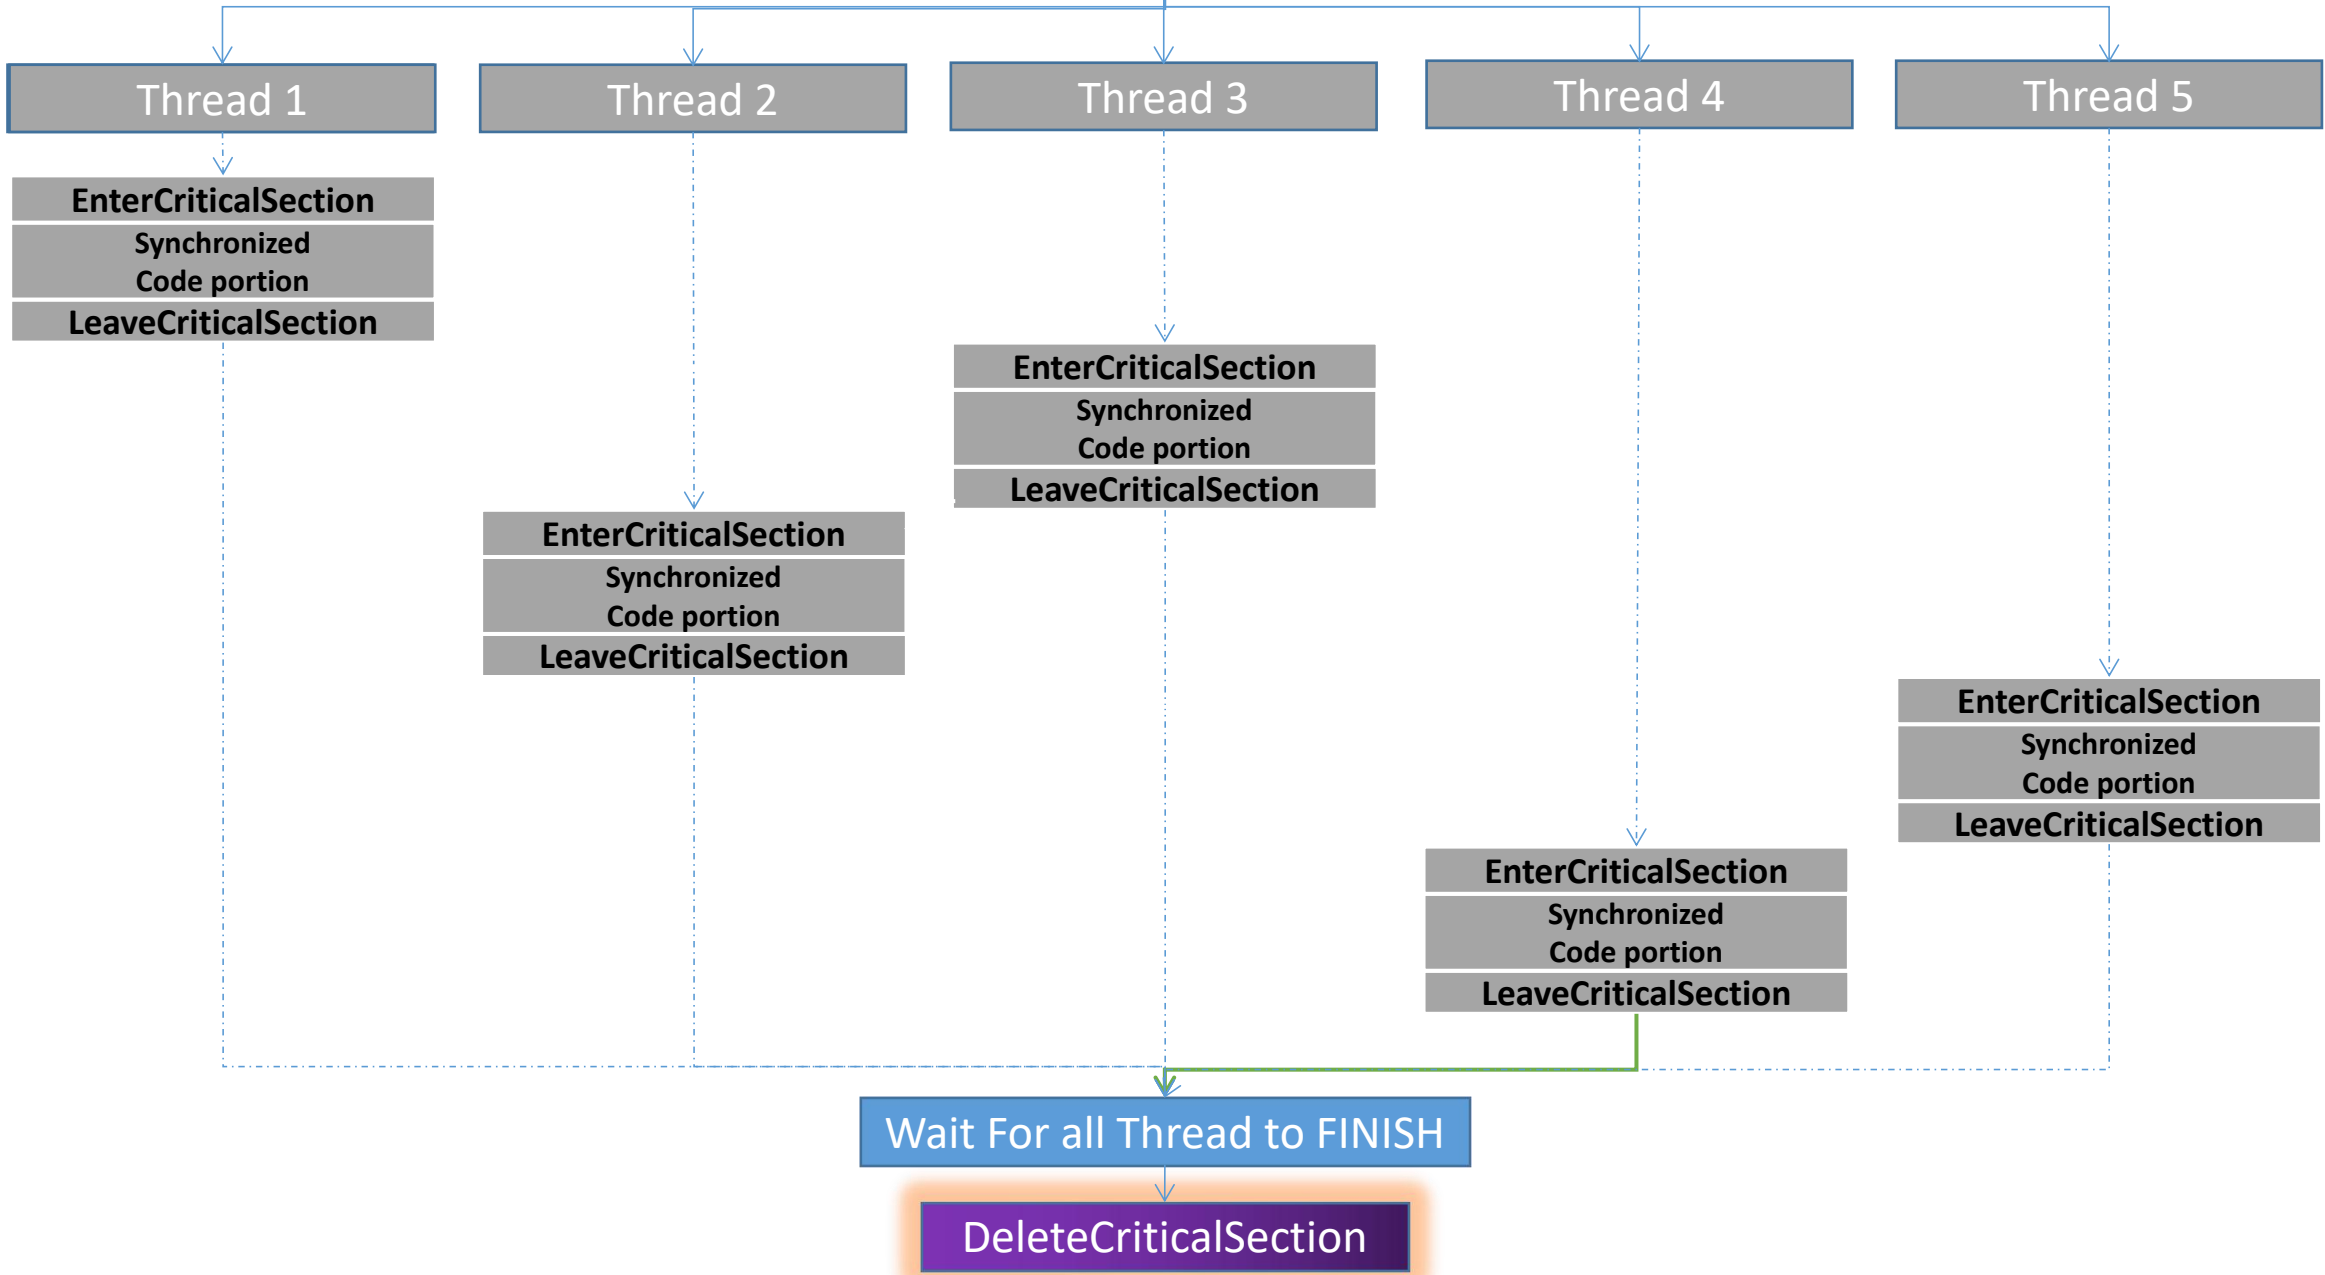 Thread 1
Thread 2
Thread 3
Thread 4
Thread 5
EnterCriticalSection
Synchronized
Code portion
LeaveCriticalSection
EnterCriticalSection
Synchronized
Code portion
LeaveCriticalSection
EnterCriticalSection
Synchronized
Code portion
LeaveCriticalSection
EnterCriticalSection
Synchronized
Code portion
LeaveCriticalSection
EnterCriticalSection
Synchronized
Code portion
LeaveCriticalSection
Wait For all Thread to FINISH
DeleteCriticalSection